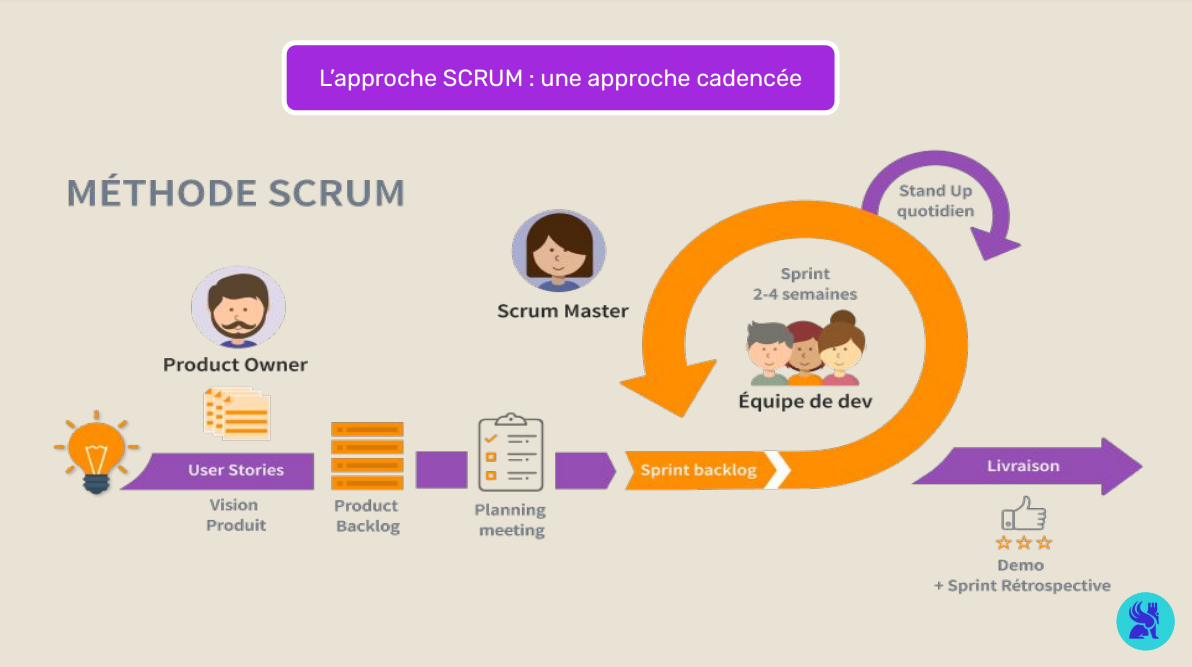 L’approche SCRUM : une approche cadencée
MÉTHODE SCRUM
Stand Up
quotidien
Sprint
2-4 semaines
Scrum Master
Product Owner
Équipe de dev
User Stories
Sprint backlog
Livraison
Vision
Produit
Product
Backlog
Planning
meeting
Demo
+ Sprint Rétrospective